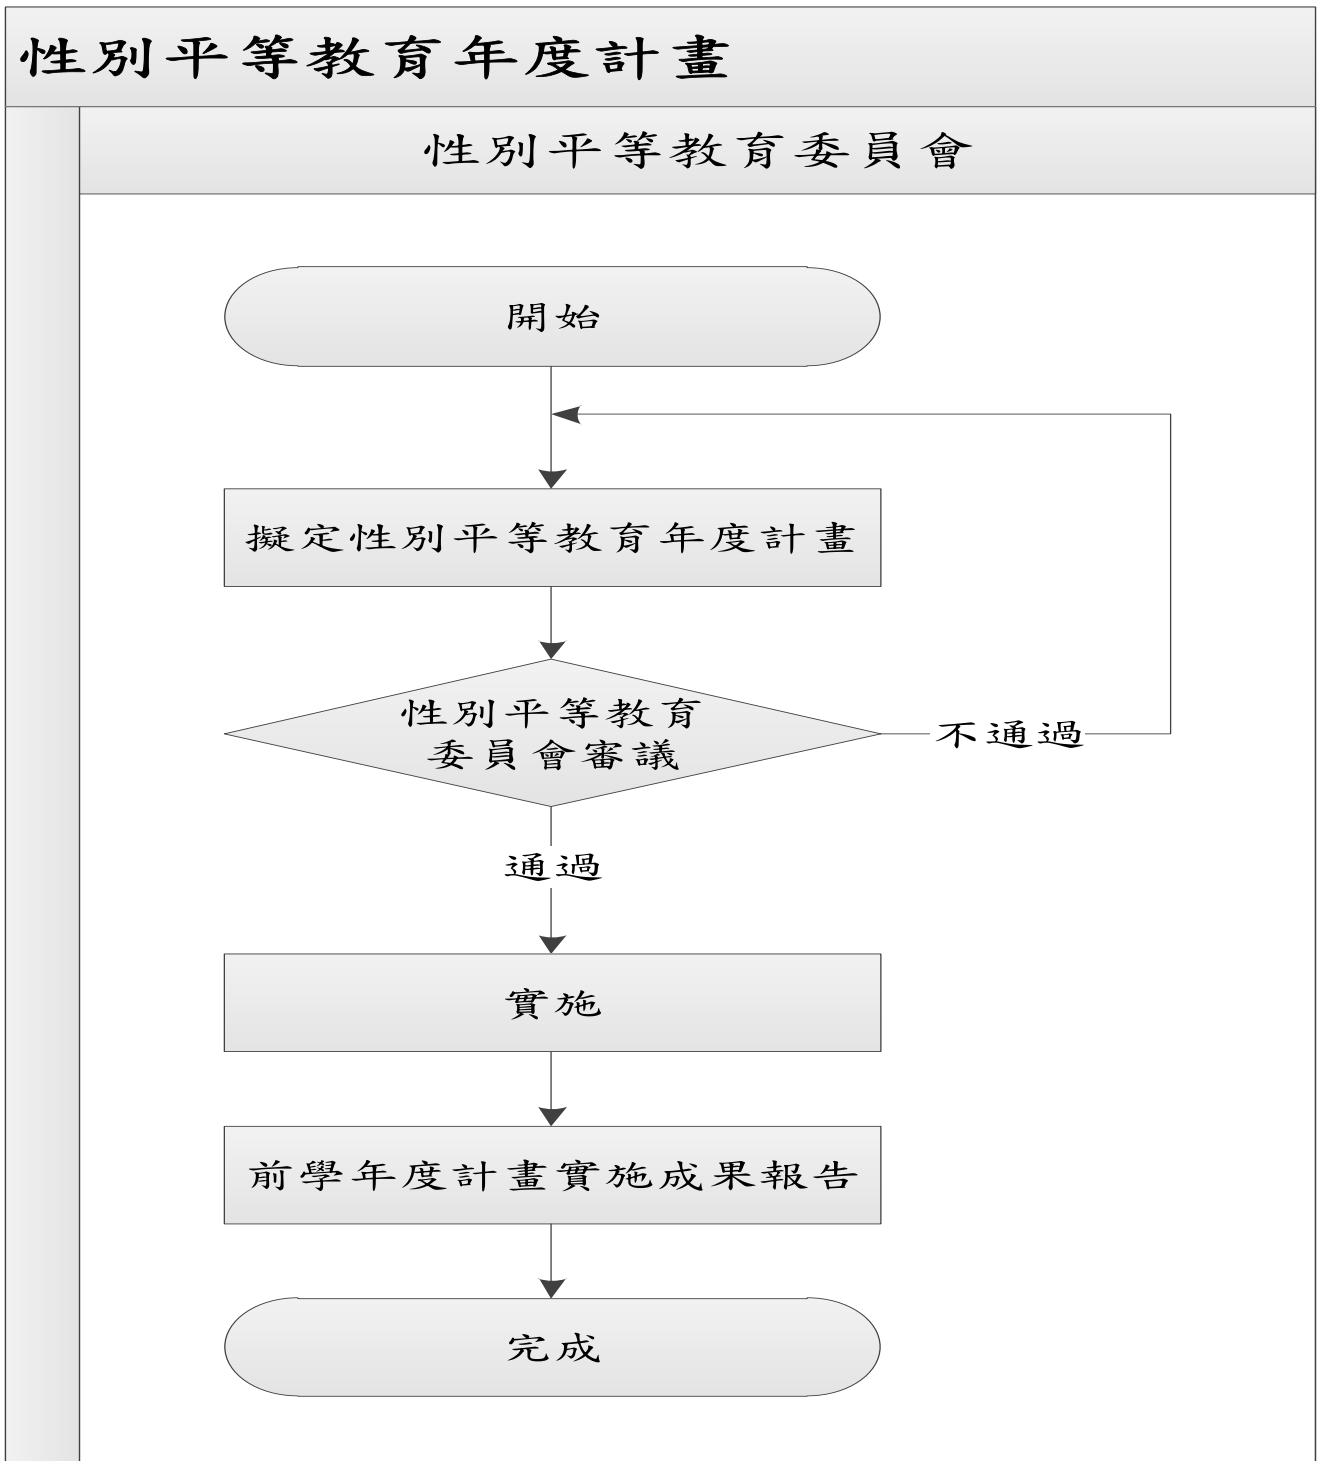 性別平等教育年度計畫
性別平等教育委員會
開始
擬定性別平等教育年度計畫
性別平等教育
委員會審議
不通過
通過
實施
前學年度計畫實施成果報告
完成